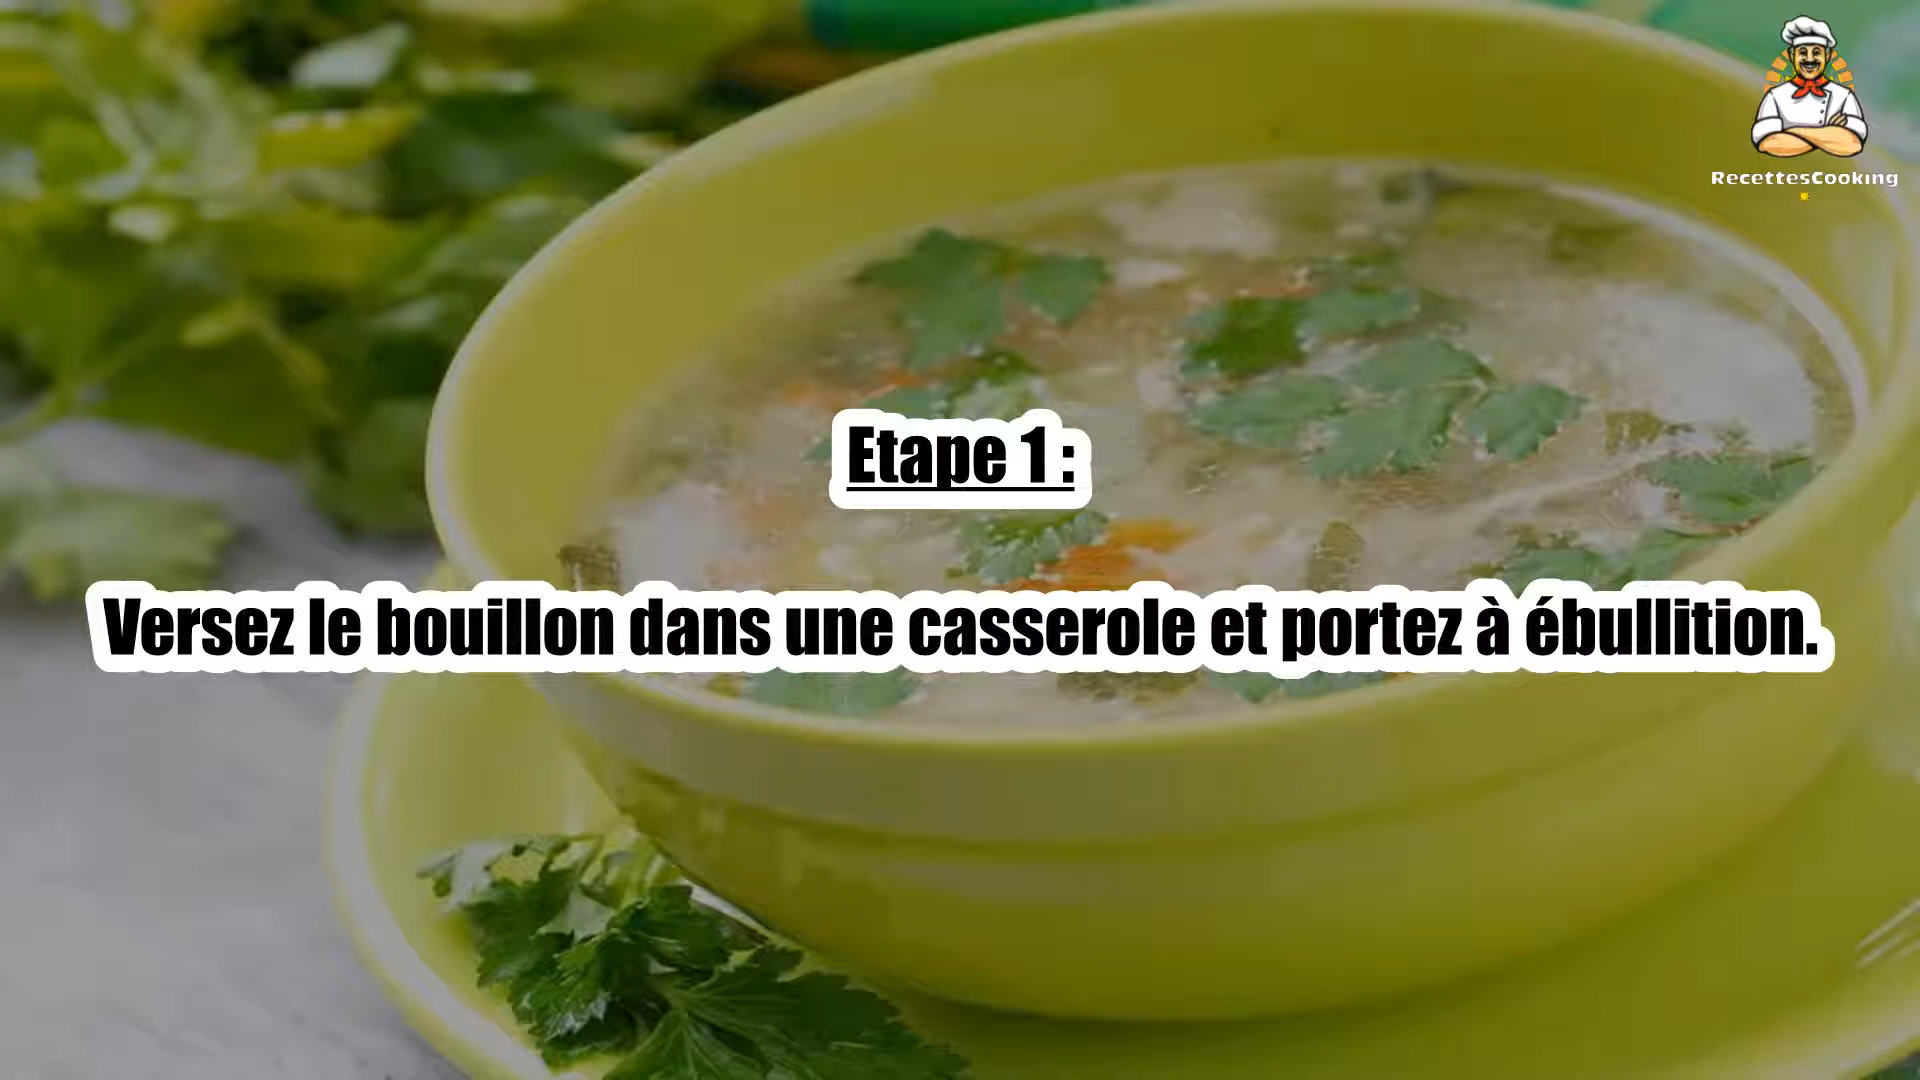 RecettesCooking
Etape 1 :
Versez le bouillon dans une casserole et portez à ébullition.